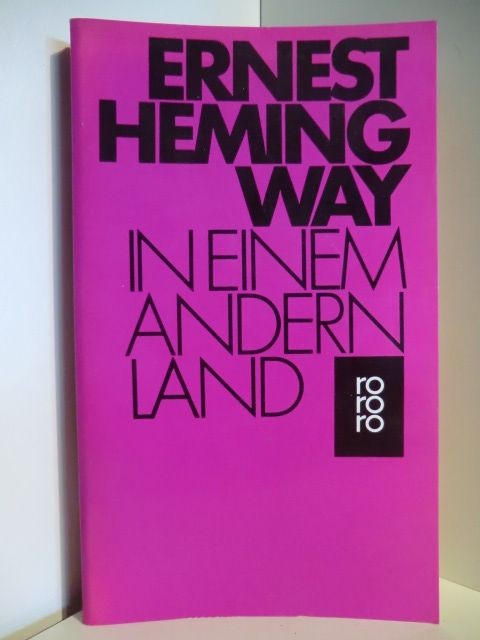 ERNEST
HEMING
WAY
IN EINEM
ANDERN
LAND
ro
ro
ro